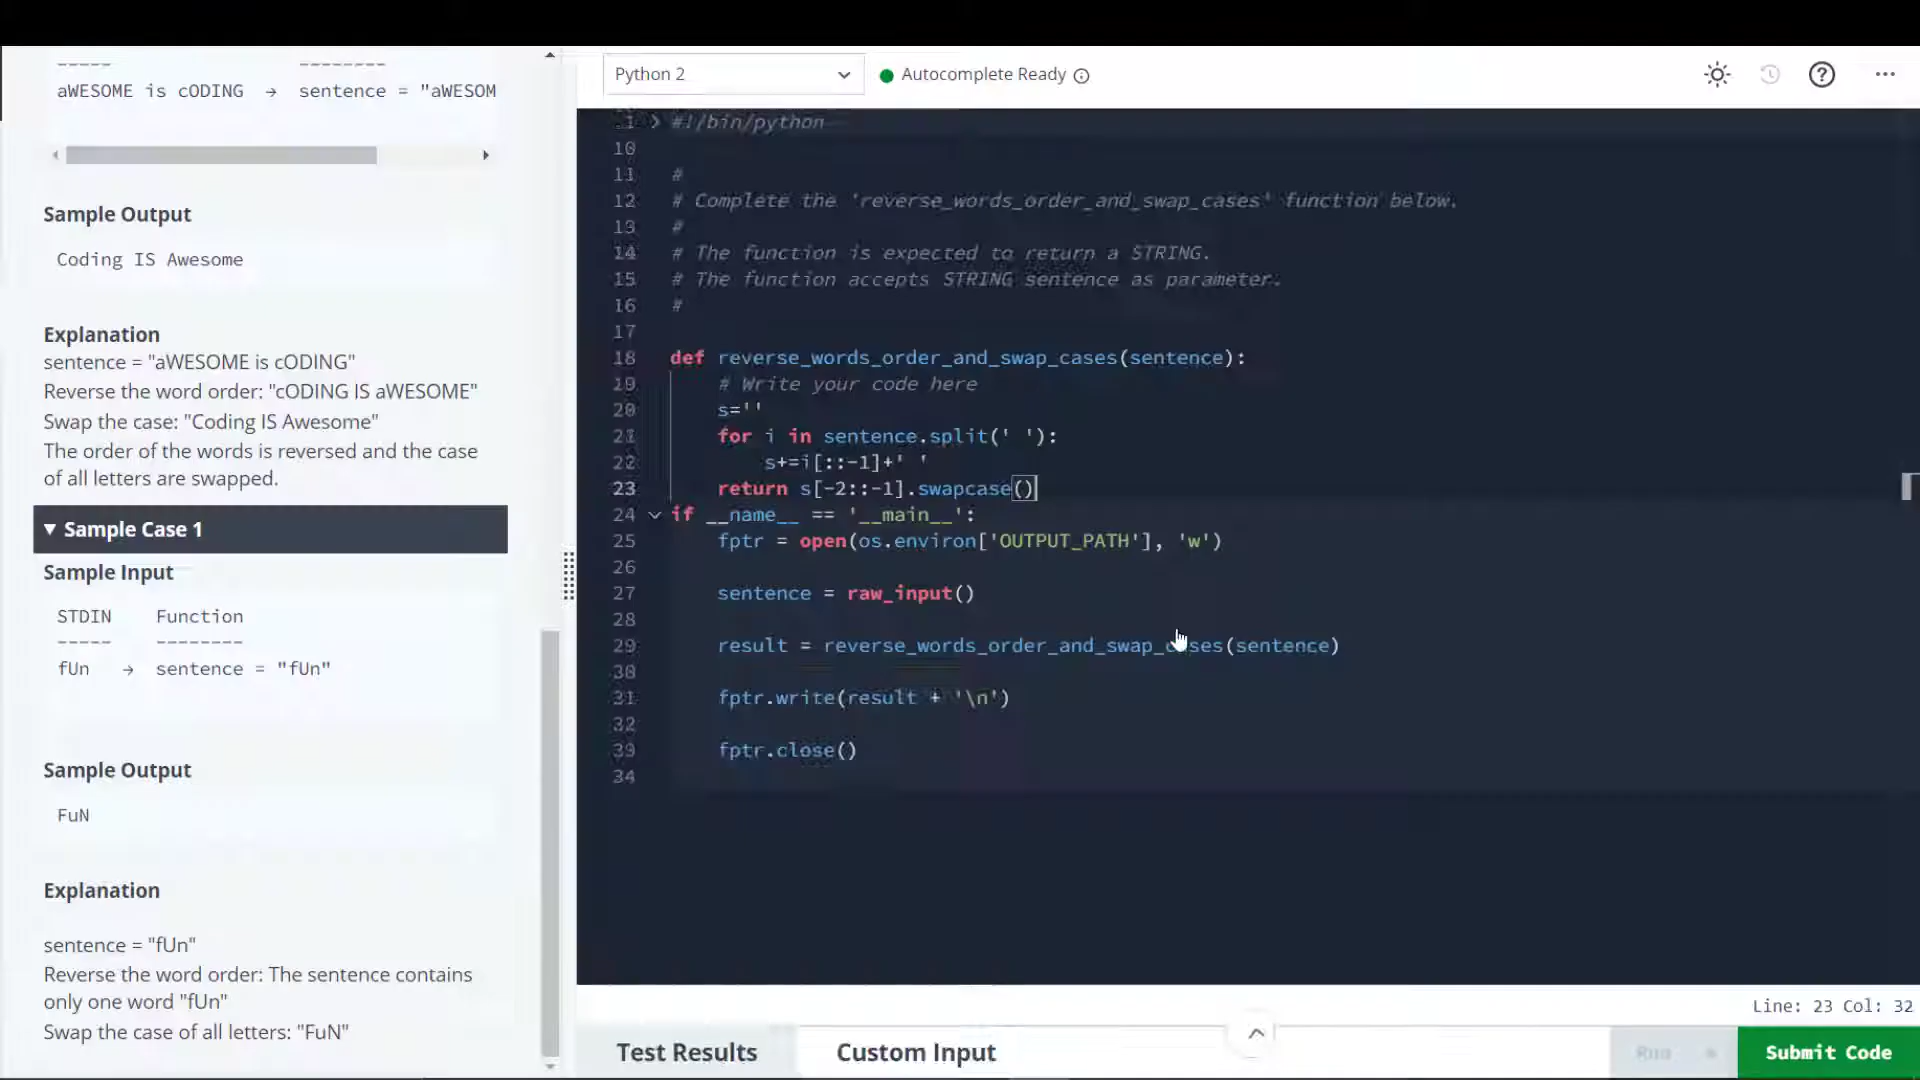 -----          --------
aWESOME is cODING → sentence = "aWESOM
Sample Output
Coding IS Awesome
Explanation
sentence = "aWESOME is cODING"
Reverse the word order: "cODING IS aWESOME"
Swap the case: "Coding IS Awesome"
The order of the words is reversed and the case
of all letters are swapped.
Sample Case 1
Sample Input
STDIN Function
----- --------
fUn → sentence = "fUn"
Sample Output
FuN
Explanation
sentence = "fUn"
Reverse the word order: The sentence contains
only one word "fUn"
Swap the case of all letters: "FuN"
Python 2
Autocomplete Ready
1 #!/bin/python
10
11 #
12 # Complete the 'reverse_words_order_and_swap_cases' function below.
13 #
14 # The function is expected to return a STRING.
15 # The function accepts STRING sentence as parameter.
16 #
17
18 def reverse_words_order_and_swap_cases(sentence):
19 # Write your code here
20 s=''
21 for i in sentence.split(' '):
22 s+=i[::-1]+' '
23 return s[-2::-1].swapcase()
24 if __name__ == '__main__':
25 fptr = open(os.environ['OUTPUT_PATH'], 'w')
26
27 sentence = raw_input()
28
29 result = reverse_words_order_and_swap_cases(sentence)
30
31 fptr.write(result + '\n')
32
39 fptr.close()
34
Line: 23 Col: 32
Test Results
Custom Input
Run
Submit Code